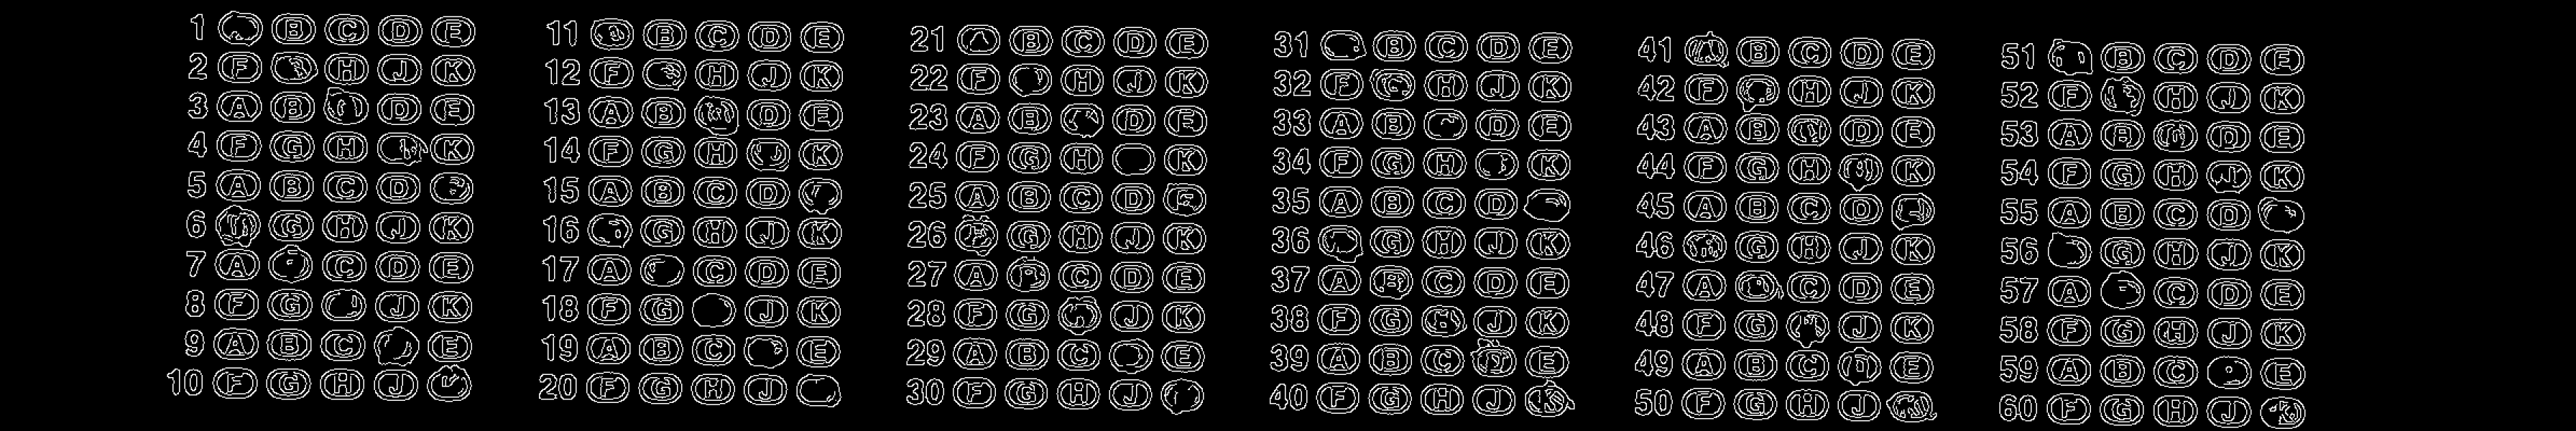 1 B C D E
2 F H J K
3 A B D E
4 F G H K
5 A B C D
6 G H J K
7 A C D E
8 F G J K
9 A B C E
10 F G H J
11 B C D E
12 F H J K
13 A B D E
14 F G H K
15 A B C D
16 G H J K
17 A C D E
18 F G J K
19 A B C E
20 F G H J
21 A B C D E
22 F H J K
23 A B D E
24 F G H K
25 A B C D
26 G H J K
27 A C D E
28 F G J K
29 A B C E
30 F G H J
31 B C D E
32 F G H J K
33 A B D E
34 F G H K
35 A B C D
36 G H J K
37 A B C D E
38 F G H J K
39 A B C D E
40 F G H J K
41 B C D E
42 F H J K
43 A B D E
44 F G H K
45 A B C D
46 G H J K
47 A C D E
48 F G J K
49 A B C E
50 F G H J
51 B C D E
52 F H J K
53 A B D E
54 F G H J K
55 A B C D
56 G H J K
57 A C D E
58 F G H J K
59 A B C E
60 F G H J K